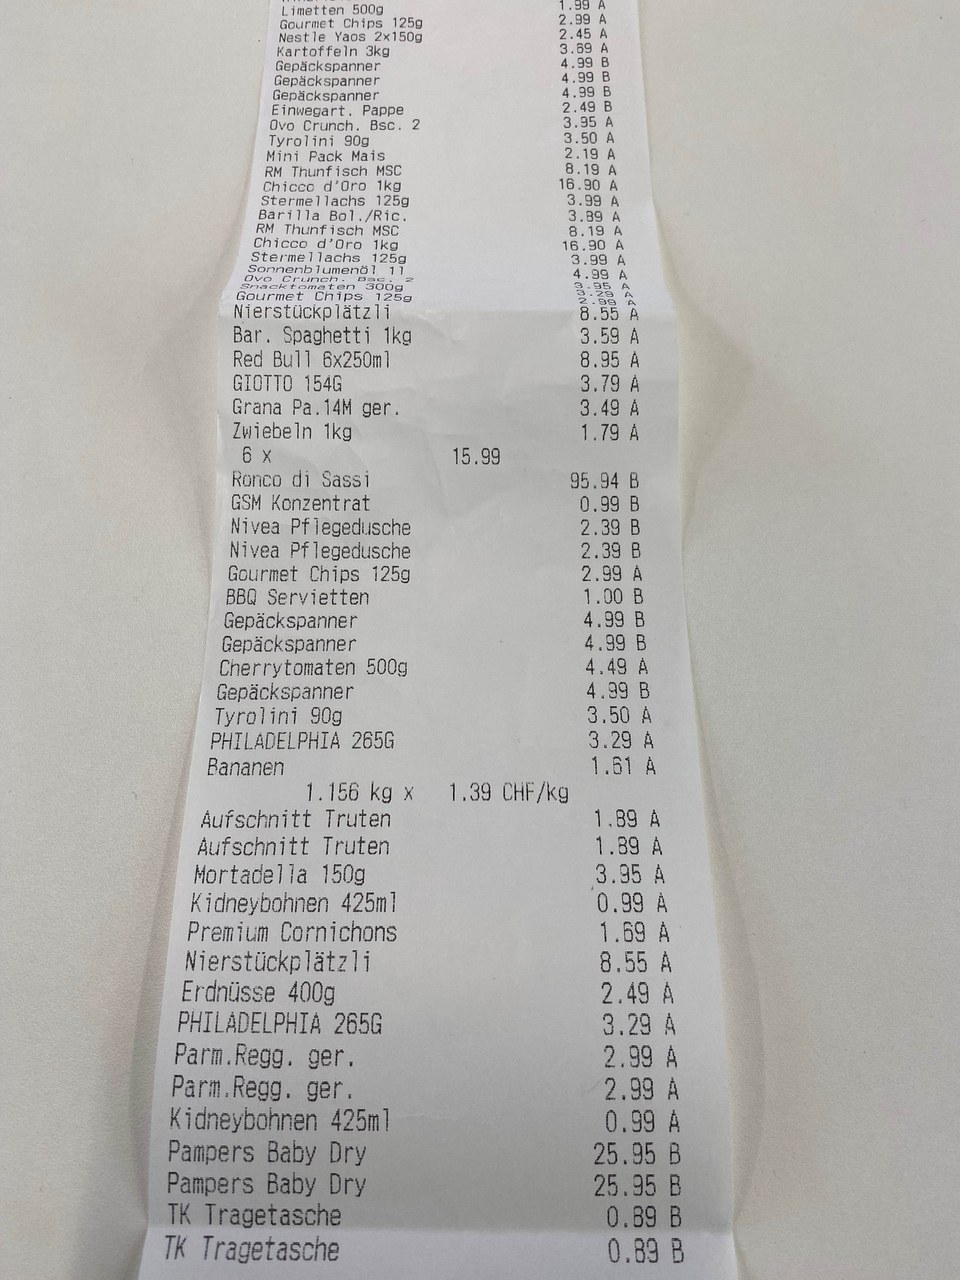 Limetten 500g 1.99 A
Gourmet Chips 125g 2.99 A
Nestle Yaos 2x150g 2.45 A
Kartoffeln 3kg 3.69 A
Gepäckspanner 4.99 B
Gepäckspanner 4.99 B
Gepäckspanner 4.99 B
Einwegart. Pappe 2.49 B
Ovo Crunch. Bsc. 2 3.95 A
Tyrolini 90g 3.50 A
Mini Pack Mais 2.19 A
RM Thunfisch MSC 8.19 A
Chicco d'Oro 1kg 16.90 A
Stermellachs 125g 3.99 A
Barilla Bol./Ric. 3.89 A
RM Thunfisch MSC 8.19 A
Chicco d'Oro 1kg 16.90 A
Stermellachs 125g 3.99 A
Sonnenblumenöl 1l 4.99 A
Ovo Crunch. Bsc. 2 3.95 A
Snacktomaten 300g 3.29 A
Gourmet Chips 125g 2.99 A
Nierstückplätzli 8.55 A
Bar. Spaghetti 1kg 3.59 A
Red Bull 6x250ml 8.95 A
GIOTTO 154G 3.79 A
Grana Pa.14M ger. 3.49 A
Zwiebeln 1kg 1.79 A
6 x 15.99
Ronco di Sassi 95.94 B
GSM Konzentrat 0.99 B
Nivea Pflegedusche 2.39 B
Nivea Pflegedusche 2.39 B
Gourmet Chips 125g 2.99 A
BBQ Servietten 1.00 B
Gepäckspanner 4.99 B
Gepäckspanner 4.99 B
Cherrytomaten 500g 4.49 A
Gepäckspanner 4.99 B
Tyrolini 90g 3.50 A
PHILADELPHIA 265G 3.29 A
Bananen 1.61 A
1.156 kg x 1.39 CHF/kg
Aufschnitt Truten 1.89 A
Aufschnitt Truten 1.89 A
Mortadella 150g 3.95 A
Kidneybohnen 425ml 0.99 A
Premium Cornichons 1.69 A
Nierstückplätzli 8.55 A
Erdnüsse 400g 2.49 A
PHILADELPHIA 265G 3.29 A
Parm.Regg. ger. 2.99 A
Parm.Regg. ger. 2.99 A
Kidneybohnen 425ml 0.99 A
Pampers Baby Dry 25.95 B
Pampers Baby Dry 25.95 B
TK Tragetasche 0.89 B
TK Tragetasche 0.89 B